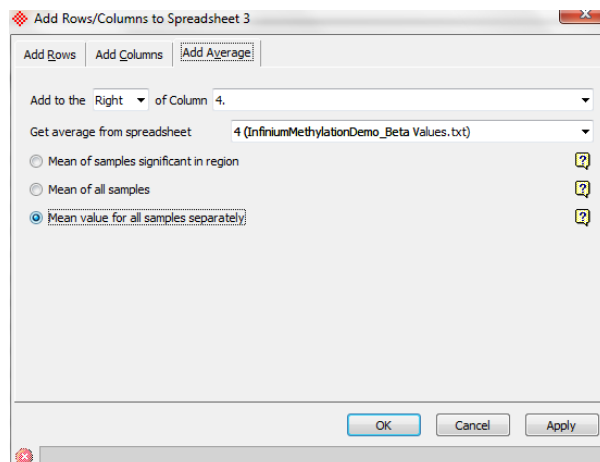 Add Rows/Columns to Spreadsheet 3
Add Rows Add Columns Add Average
Add to the Right of Column 4.
Get average from spreadsheet 4 (InfiniumMethylationDemo_Beta Values.txt)
Mean of samples significant in region ?
Mean of all samples ?
Mean value for all samples separately ?
OK Cancel Apply